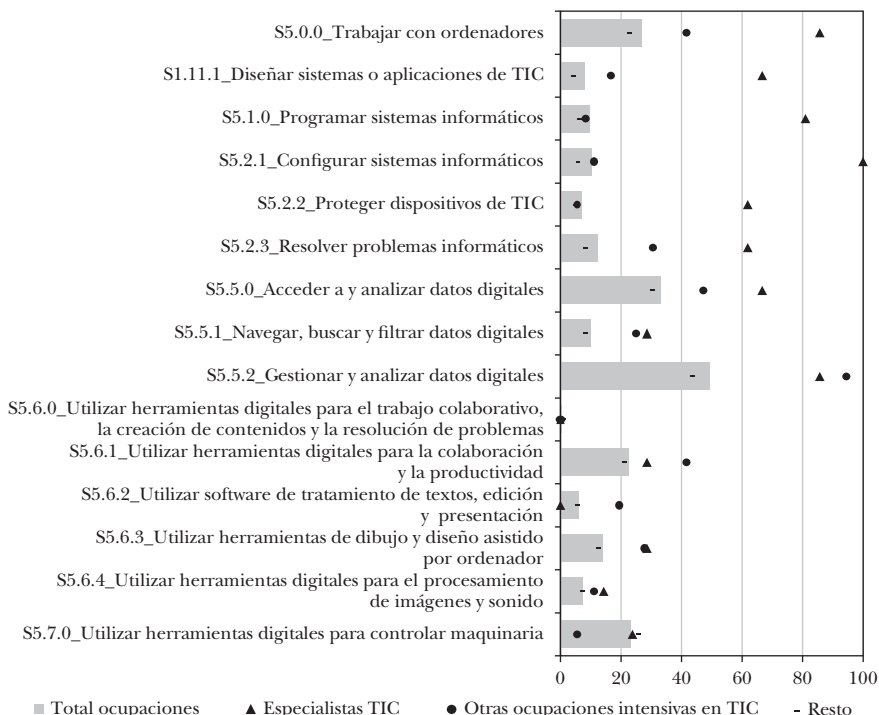 S5.0.0_Trabajar con ordenadores
S1.11.1_Diseñar sistemas o aplicaciones de TIC
S5.1.0_Programar sistemas informáticos
S5.2.1_Configurar sistemas informáticos
S5.2.2_Proteger dispositivos de TIC
S5.2.3_Resolver problemas informáticos
S5.5.0_Acceder a y analizar datos digitales
S5.5.1_Navegar, buscar y filtrar datos digitales
S5.5.2_Gestionar y analizar datos digitales
S5.6.0_Utilizar herramientas digitales para el trabajo colaborativo,
la creación de contenidos y la resolución de problemas
S5.6.1_Utilizar herramientas digitales para la colaboración
y la productividad
S5.6.2_Utilizar software de tratamiento de textos, edición
y presentación
S5.6.3_Utilizar herramientas de dibujo y diseño asistido
por ordenador
S5.6.4_Utilizar herramientas digitales para el procesamiento
de imágenes y sonido
S5.7.0_Utilizar herramientas digitales para controlar maquinaria
0 20 40 60 80 100
Total ocupaciones Especialistas TIC Otras ocupaciones intensivas en TIC - Resto